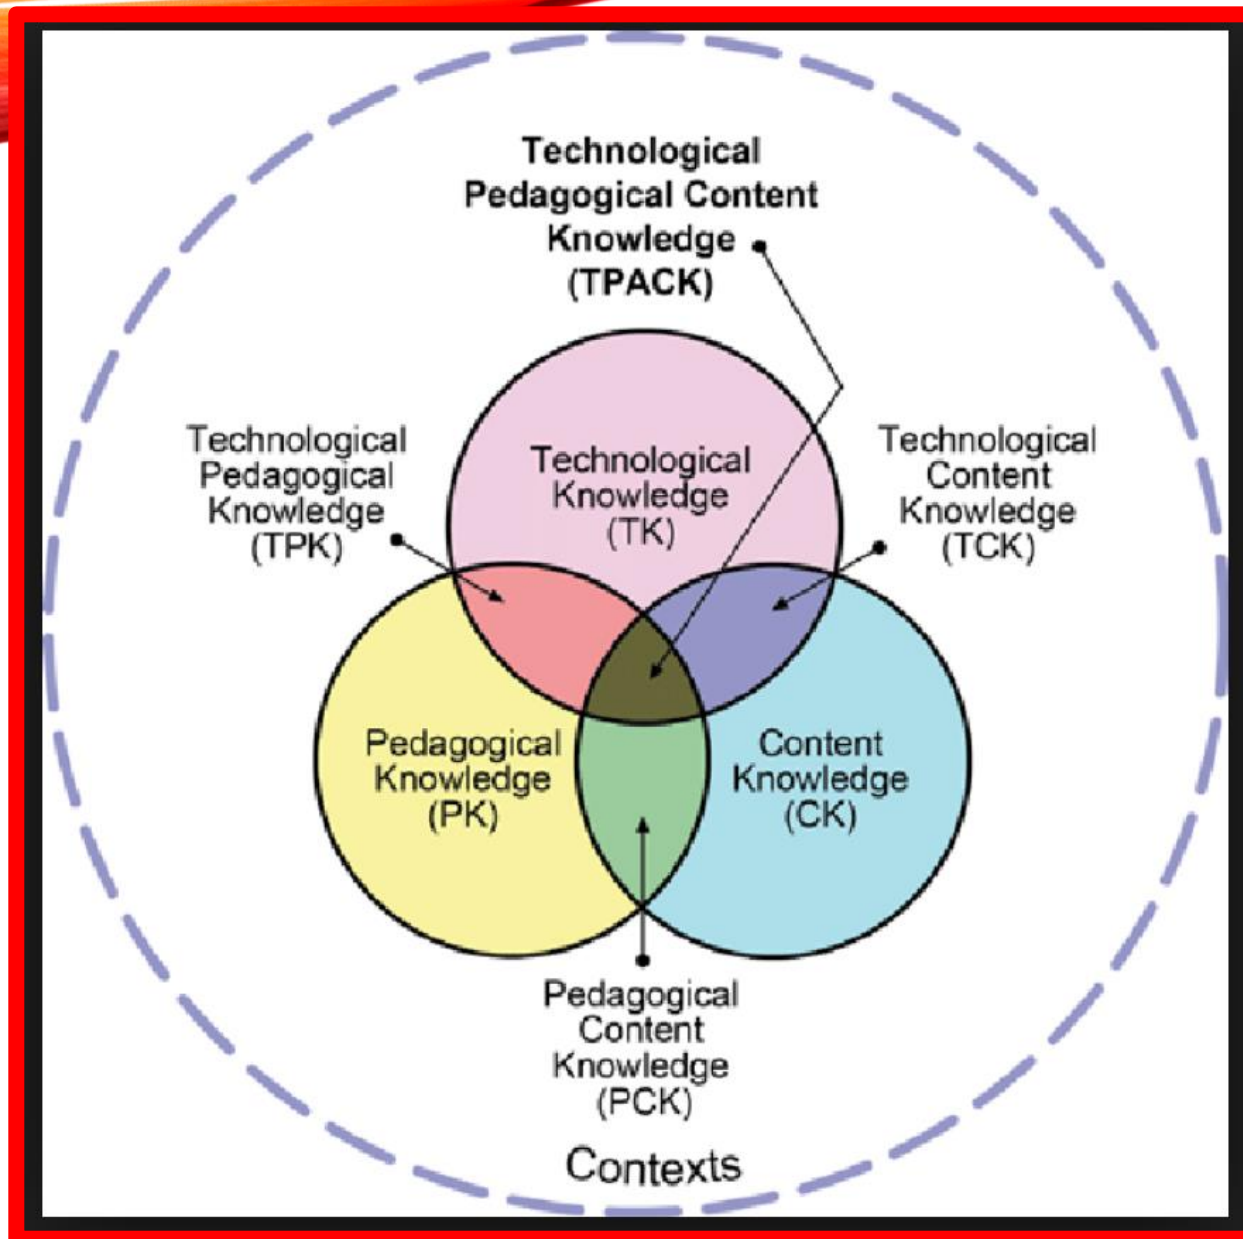 Technological
Pedagogical Content
Knowledge
(TPACK)
Technological
Pedagogical
Knowledge
(TPK)
Technological
Knowledge
(TK)
Technological
Content
Knowledge
(TCK)
Pedagogical
Knowledge
(PK)
Content
Knowledge
(CK)
Pedagogical
Content
Knowledge
(PCK)
Contexts